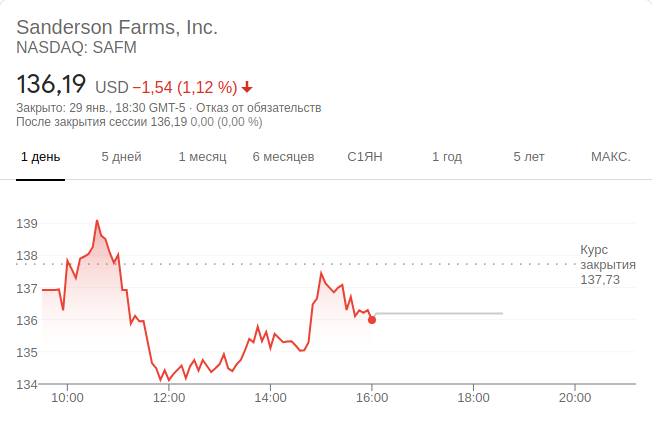 Sanderson Farms, Inc.
NASDAQ: SAFM
136,19 USD −1,54 (1,12 %)
Закрыто: 29 янв., 18:30 GMT-5 · Отказ от обязательств
После закрытия сессии 136,19 0,00 (0,00 %)
1 день 5 дней 1 месяц 6 месяцев С1ЯН 1 год 5 лет МАКС.
139
138
137
136
135
134
Курс
закрытия
137,73
10:00 12:00 14:00 16:00 18:00 20:00